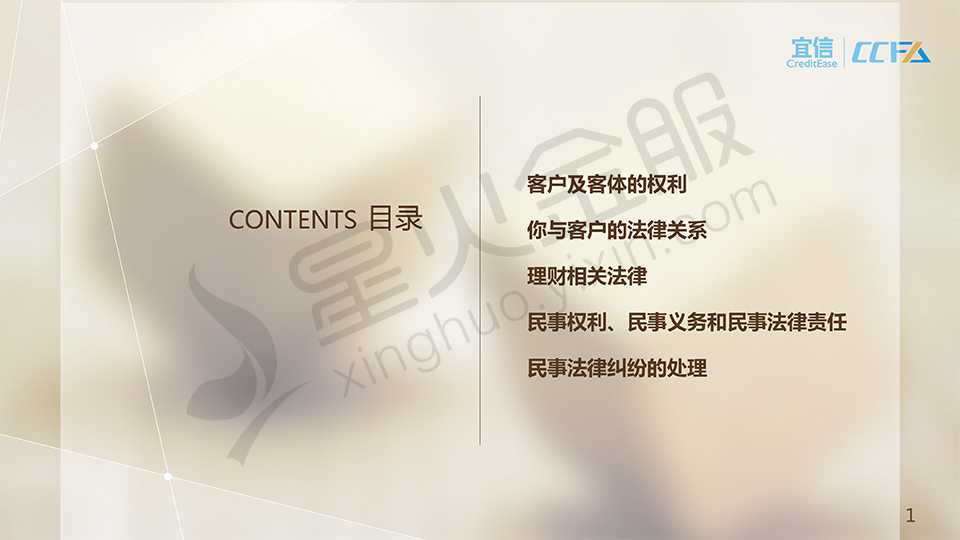 宜信
CreditEase
CCFA
CONTENTS 目录
客户及客体的权利
你与客户的法律关系
理财相关法律
民事权利、民事义务和民事法律责任
民事法律纠纷的处理
星火金服
xinghuo.yixin.com
1